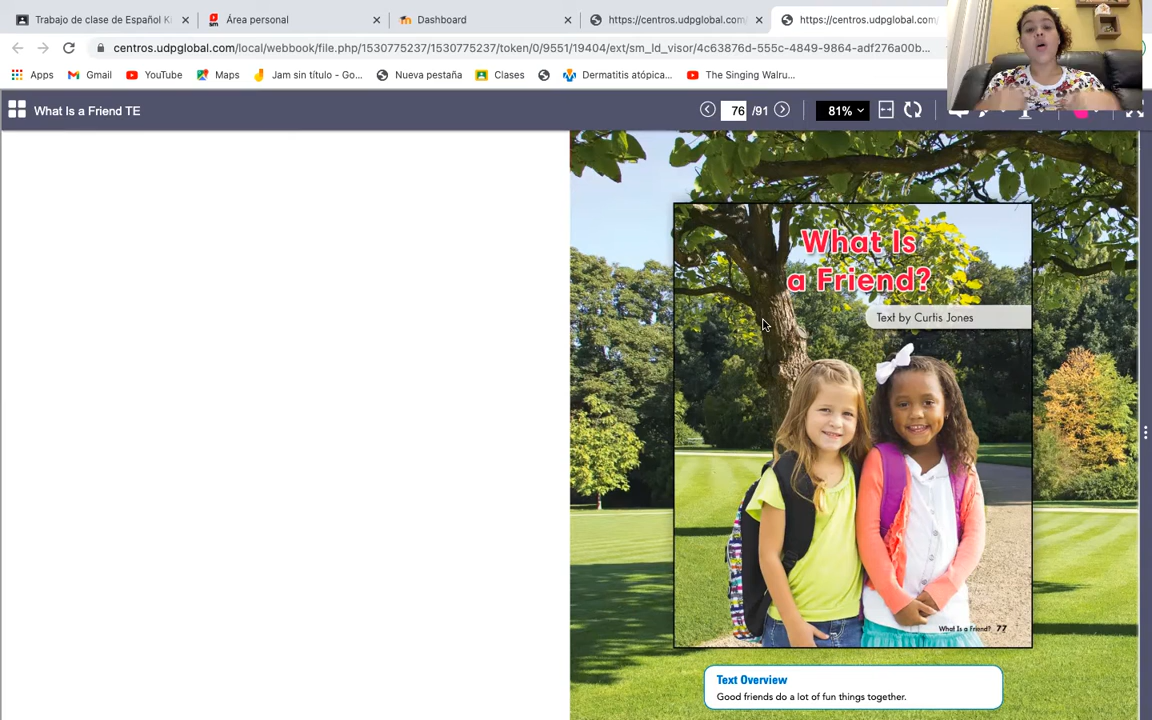 Trabajo de clase de Español Ki
Área personal
Dashboard
https://centros.udpglobal.com/
https://centros.udpglobal.com/
centros.udpglobal.com/local/webbook/file.php/1530775237/1530775237/token/0/9551/19404/ext/sm_ld_visor/4c63876d-555c-4849-9864-adf276a00b...
Apps Gmail YouTube Maps Jam sin título - Go... Nueva pestaña Clases Dermatitis atópica... The Singing Walru...
What Is a Friend TE
76 /91
81%
What Is
a Friend?
Text by Curtis Jones
What Is a Friend? 77
Text Overview
Good friends do a lot of fun things together.